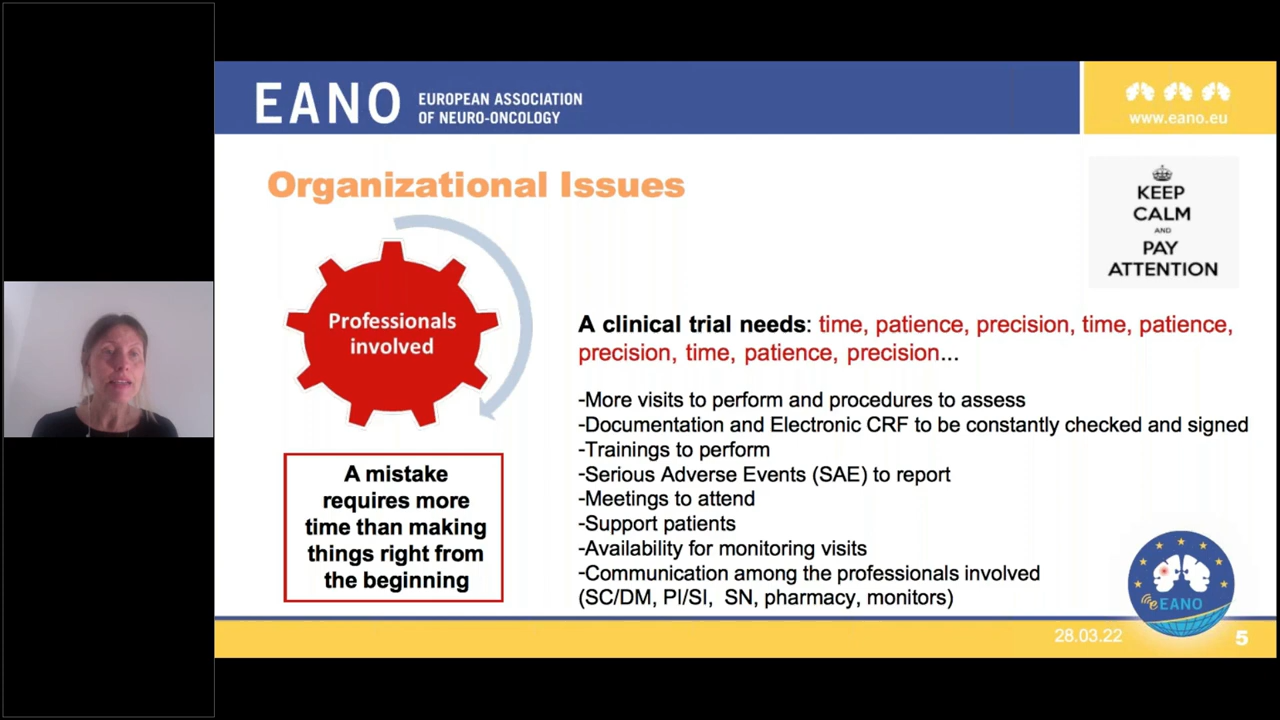 EANO
EUROPEAN ASSOCIATION
OF NEURO-ONCOLOGY
www.eano.eu
Organizational Issues
KEEP
CALM
AND
PAY
ATTENTION
Professionals
involved
A clinical trial needs: time, patience, precision, time, patience,
precision, time, patience, precision...
-More visits to perform and procedures to assess
-Documentation and Electronic CRF to be constantly checked and signed
-Trainings to perform
-Serious Adverse Events (SAE) to report
-Meetings to attend
-Support patients
-Availability for monitoring visits
-Communication among the professionals involved
(SC/DM, PI/SI, SN, pharmacy, monitors)
A mistake
requires more
time than making
things right from
the beginning
eEANO
28.03.22
5